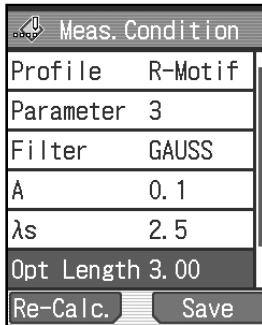 Meas. Condition
Profile R-Motif
Parameter 3
Filter GAUSS
A 0.1
λs 2.5
Opt Length 3.00
Re-Calc. Save